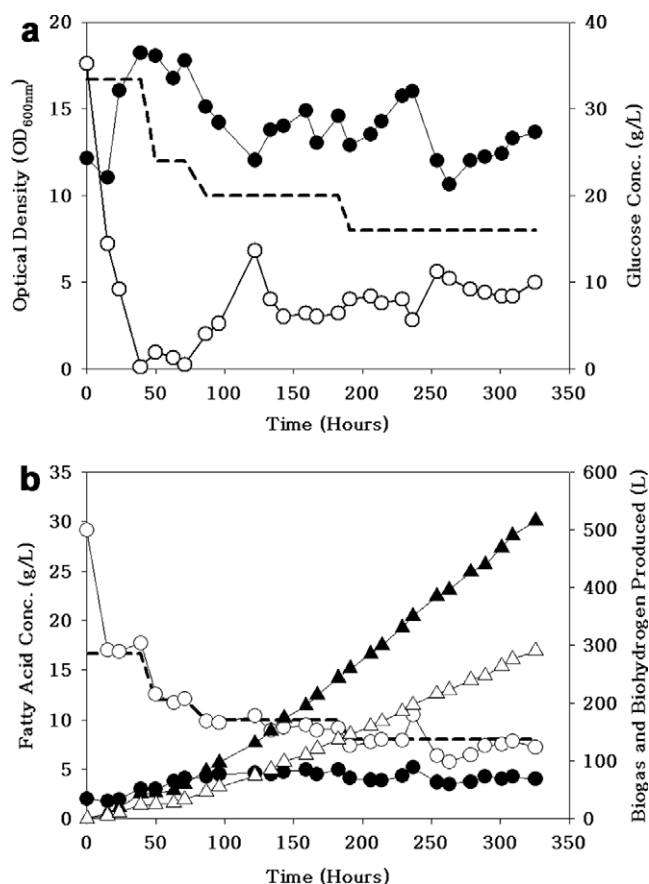 a
20
15
10
5
0
40
30
20
10
0
0 50 100 150 200 250 300 350
Optical Density (OD600nm)
Glucose Conc. (g/L)
Time (Hours)
b
35
30
25
20
15
10
5
0
600
500
400
300
200
100
0
0 50 100 150 200 250 300 350
Fatty Acid Conc. (g/L)
Biogas and Biohydrogen Produced (L)
Time (Hours)